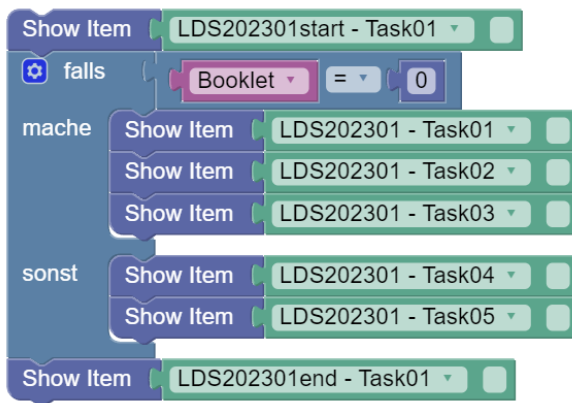 Show Item LDS202301start - Task01
falls Booklet = 0
mache Show Item LDS202301 - Task01
Show Item LDS202301 - Task02
Show Item LDS202301 - Task03
sonst Show Item LDS202301 - Task04
Show Item LDS202301 - Task05
Show Item LDS202301end - Task01